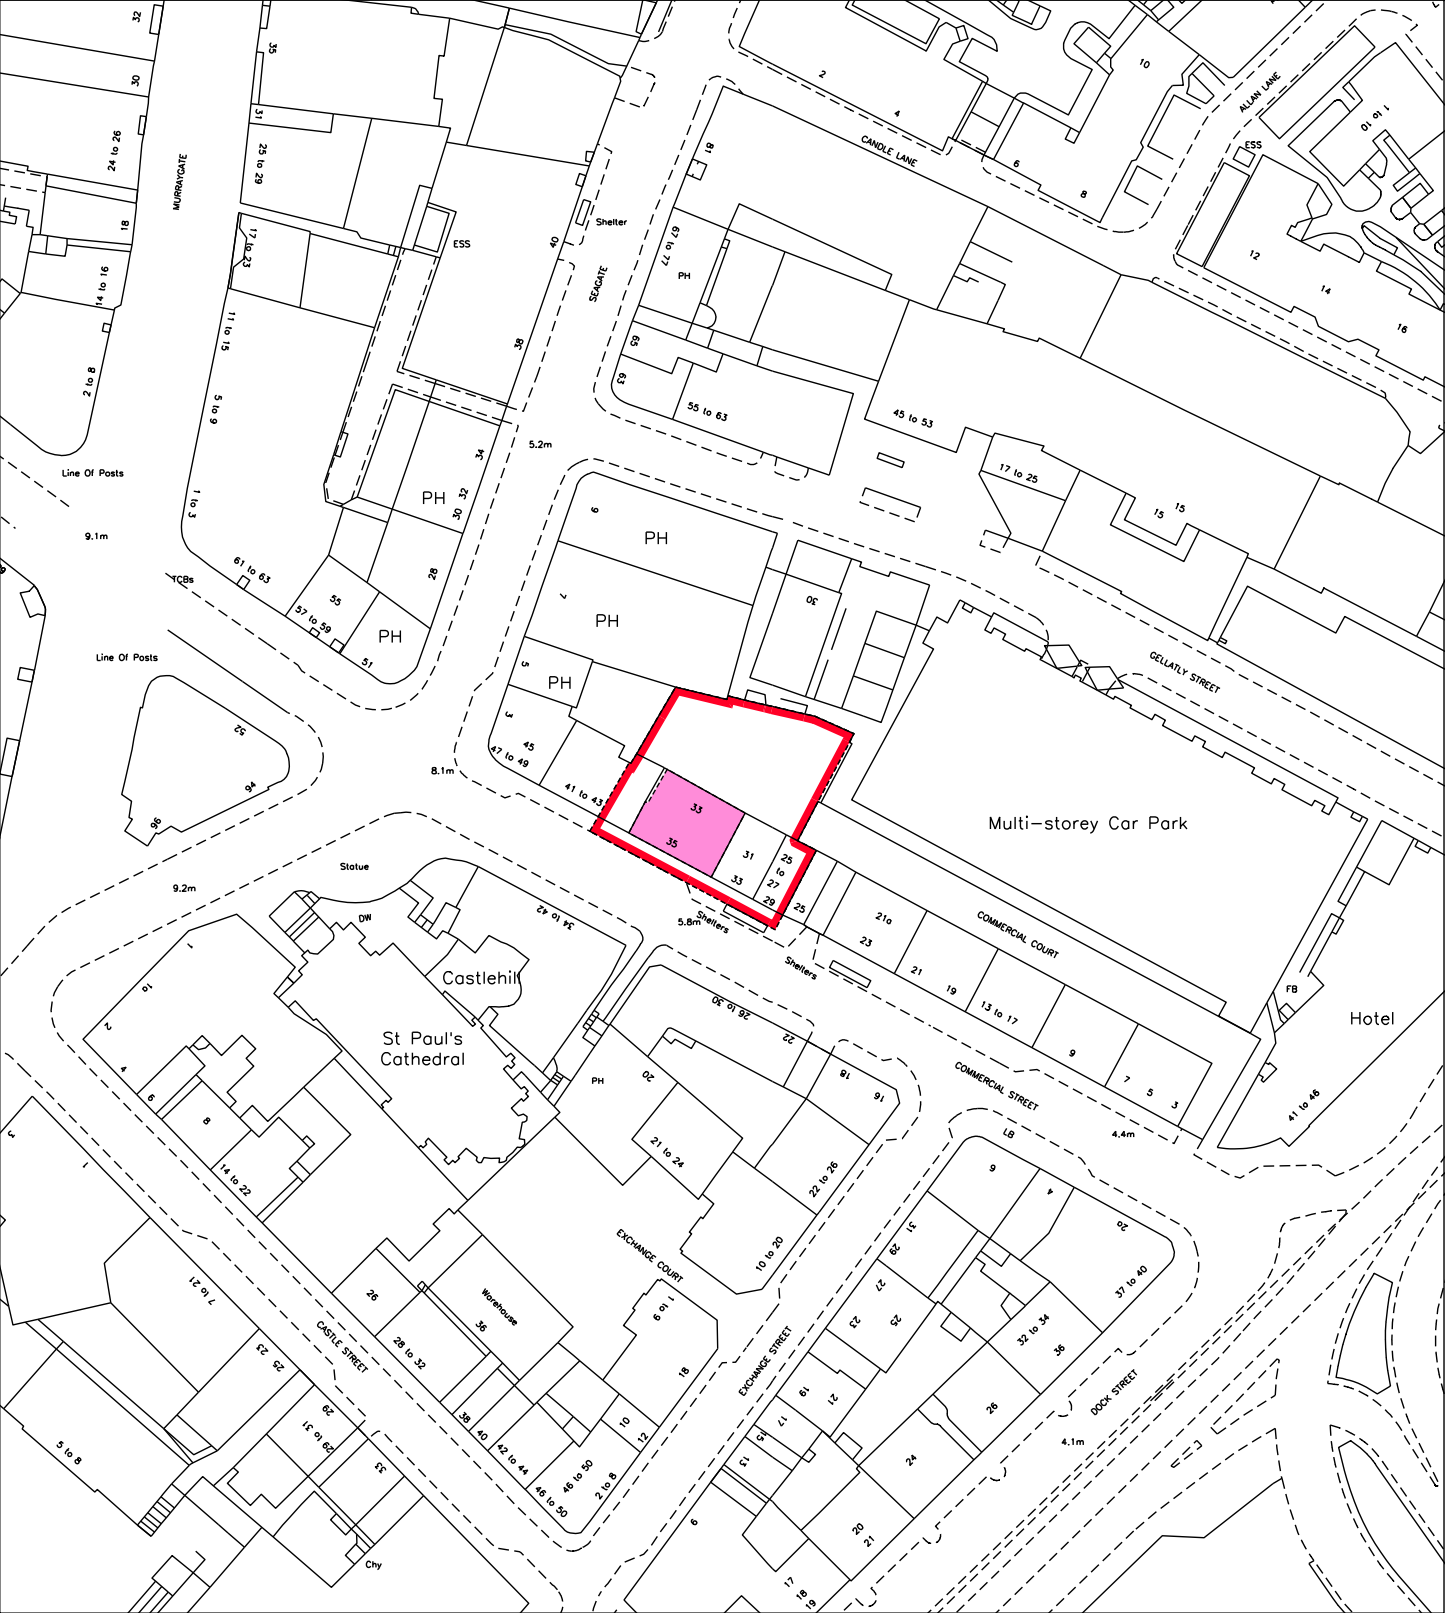 32
30
24 to 26
18
14 to 16
2 to 8
MURRAYGATE
35
31
25 to 29
17 to 23
11 to 15
5 to 9
1 to 3
ESS
40
38
34
32
30
28
PH
SEAGATE
Shelter
81
67 to 77
PH
65
63
55 to 63
5.2m
2
4
CANDLE LANE
6
8
10
ALLAN LANE
ESS
1 to 10
12
14
16
45 to 53
17 to 25
15
15
Line Of Posts
9.1m
TCBs
61 to 63
55
57 to 59
51
PH
Line Of Posts
52
94
96
9
PH
7
PH
5
PH
3
45
47 to 49
41 to 43
30
8.1m
33
35
31
33
25
to
27
29
25
GELLATLY STREET
Multi-storey Car Park
COMMERCIAL COURT
21a
23
21
19
13 to 17
9
7
5
3
FB
Hotel
41 to 46
Statue
9.2m
DW
34 to 42
5.8m
Shelters
Shelters
Castlehill
St Paul's
Cathedral
1
10
2
4
6
8
14 to 22
26 to 30
22
18
16
20
PH
21 to 24
22 to 26
10 to 20
COMMERCIAL STREET
4.4m
LB
6
4
20
37 to 40
31
29
27
25
23
21
19
17
15
13
32 to 34
36
26
24
20
21
17
18
19
EXCHANGE COURT
EXCHANGE STREET
DOCK STREET
4.1m
Warehouse
36
26
28 to 32
38
40
42 to 44
46 to 50
46 to 50
2 to 8
10
12
18
1 to 9
CASTLE STREET
3
1
7 to 21
23
25
29
29 to 31
33
5 to 8
Chy
9